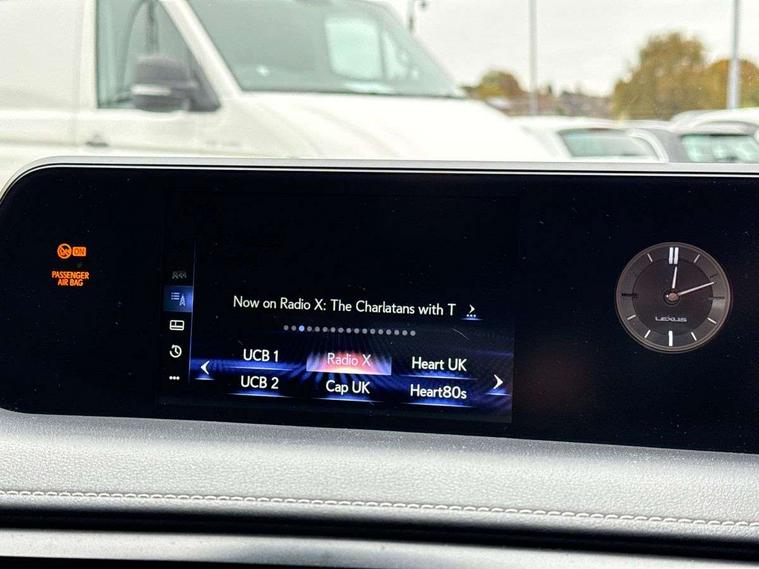 ON
PASSENGER
AIR BAG
Now on Radio X: The Charlatans with T
UCB 1
Radio X
Heart UK
UCB 2
Cap UK
Heart80s
LEXUS